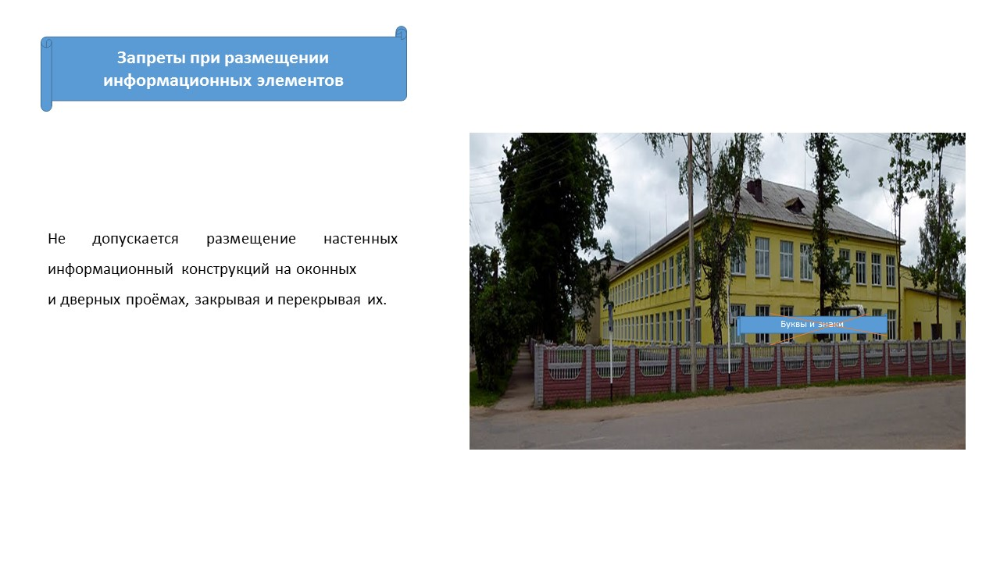 Запреты при размещении
информационных элементов
Не допускается размещение настенных
информационный конструкций на оконных
и дверных проёмах, закрывая и перекрывая их.
Буквы и знаки